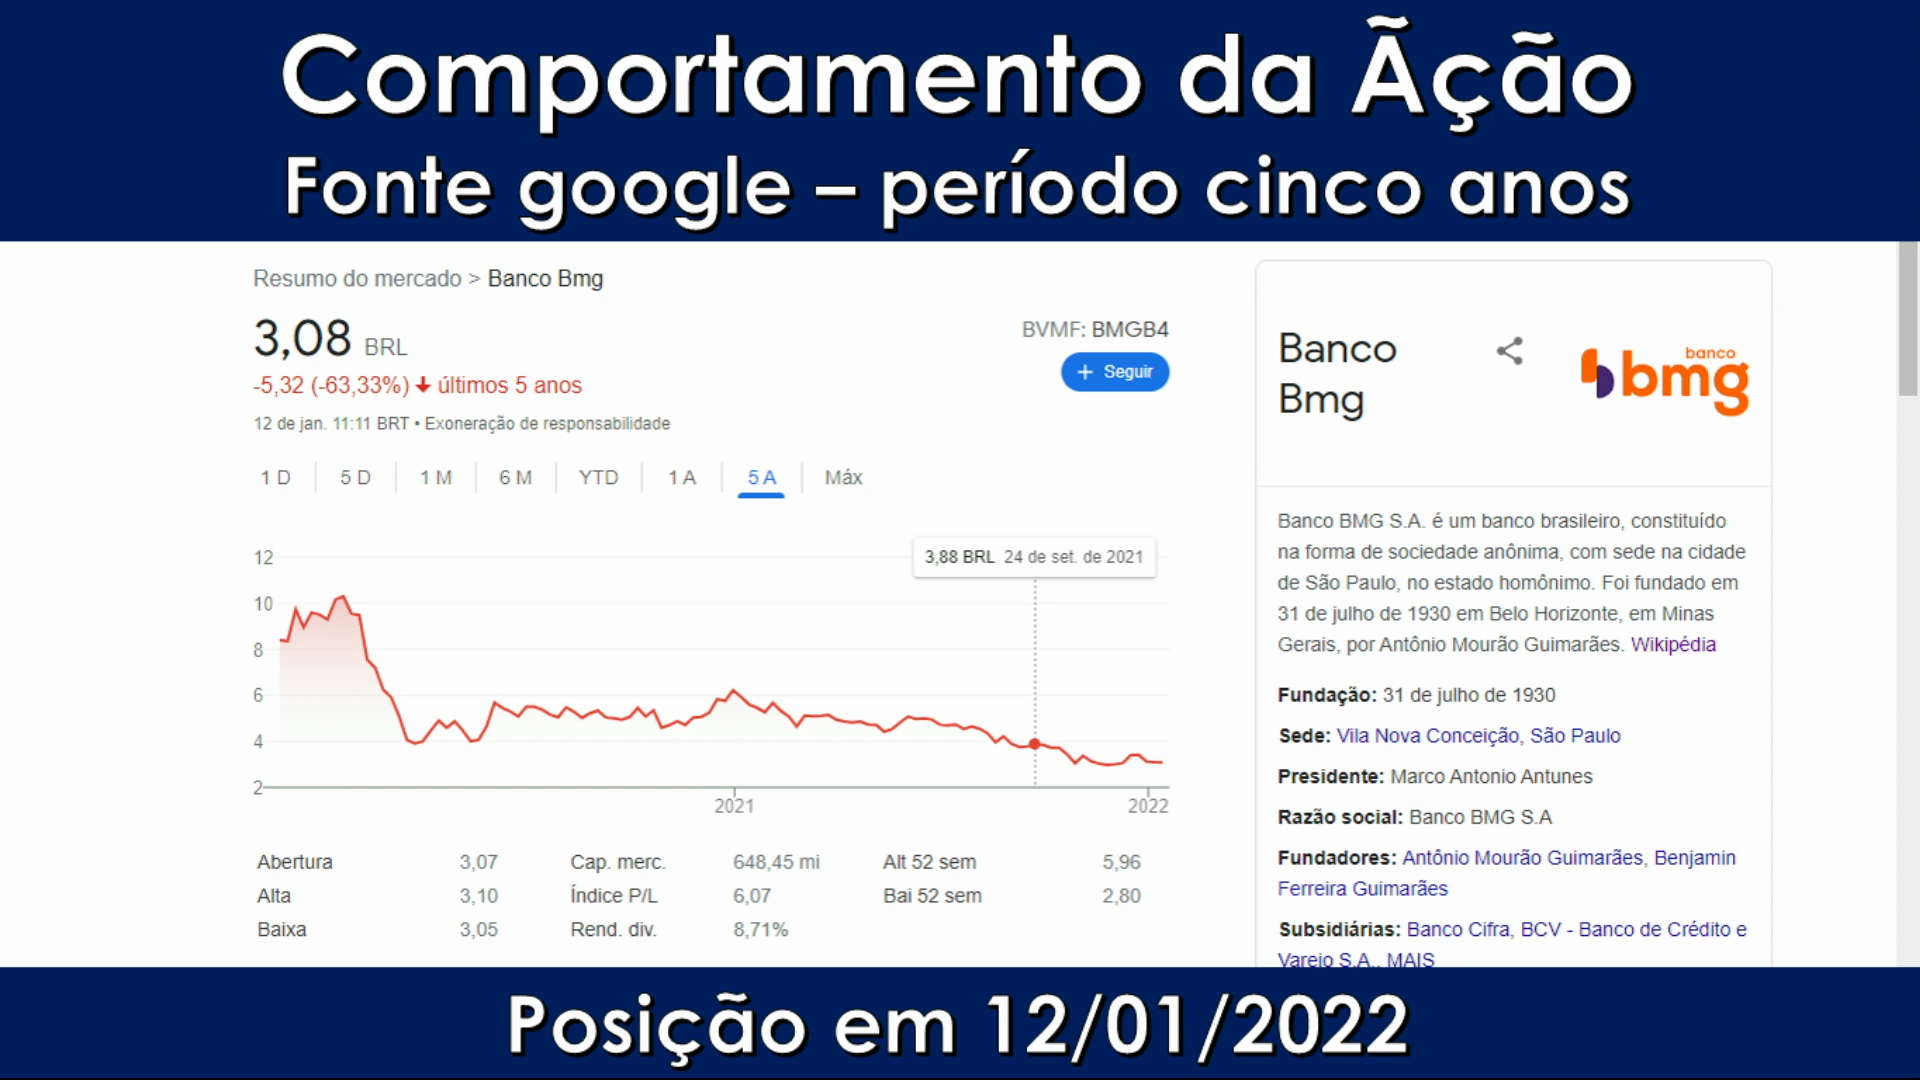 Comportamento da Ãção
Fonte google – período cinco anos
Resumo do mercado > Banco Bmg
3,08 BRL
-5,32 (-63,33%) ↓ últimos 5 anos
12 de jan. 11:11 BRT • Exoneração de responsabilidade
BVMF: BMGB4
+ Seguir
1 D 5 D 1 M 6 M YTD 1 A 5 A Máx
3,88 BRL 24 de set. de 2021
12
10
8
6
4
2
2021 2022
Abertura 3,07 Cap. merc. 648,45 mi Alt 52 sem 5,96
Alta 3,10 Índice P/L 6,07 Bai 52 sem 2,80
Baixa 3,05 Rend. div. 8,71%
Banco
Bmg
banco
bmg
Banco BMG S.A. é um banco brasileiro, constituído
na forma de sociedade anônima, com sede na cidade
de São Paulo, no estado homônimo. Foi fundado em
31 de julho de 1930 em Belo Horizonte, em Minas
Gerais, por Antônio Mourão Guimarães. Wikipédia
Fundação: 31 de julho de 1930
Sede: Vila Nova Conceição, São Paulo
Presidente: Marco Antonio Antunes
Razão social: Banco BMG S.A
Fundadores: Antônio Mourão Guimarães, Benjamin
Ferreira Guimarães
Subsidiárias: Banco Cifra, BCV - Banco de Crédito e
Varejo S.A., MAIS
Posição em 12/01/2022